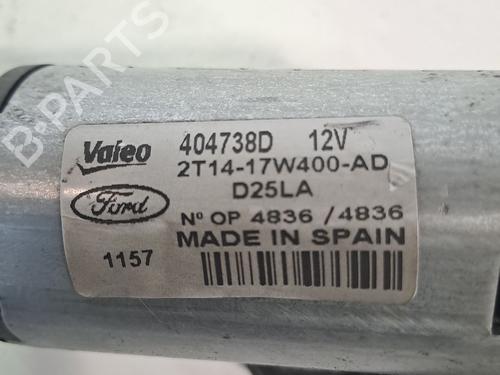 B-PARTS
Valeo 404738D 12V
2T14-17W400-AD
Ford D25LA
Nº OP 4836 /4836
1157 MADE IN SPAIN